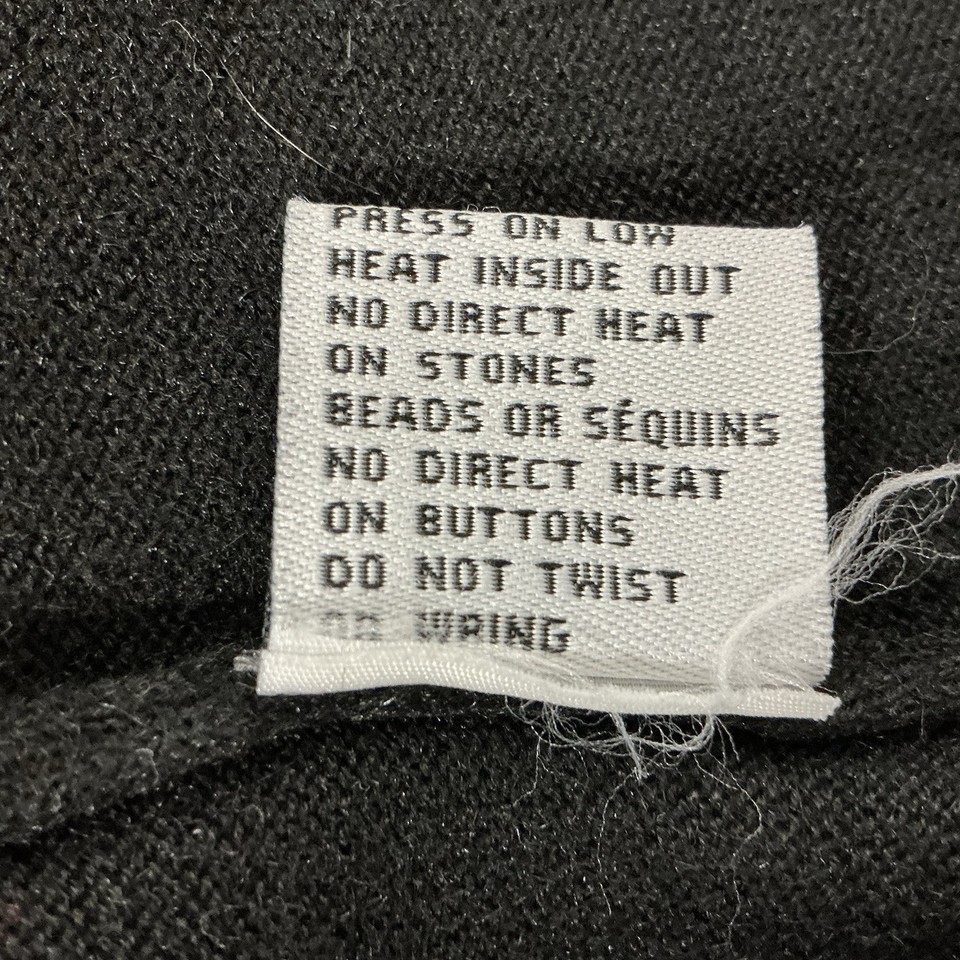 PRESS ON LOW
HEAT INSIDE OUT
NO DIRECT HEAT
ON STONES
BEADS OR SÉQUINS
NO DIRECT HEAT
ON BUTTONS
DO NOT TWIST
OR WRING